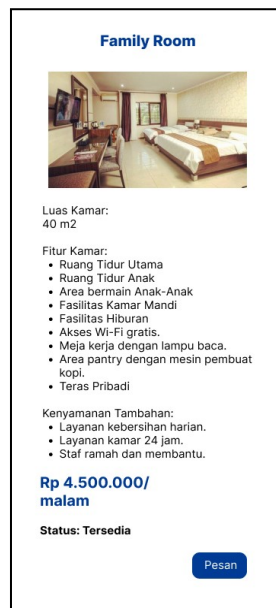 Family Room
Luas Kamar:
40 m2
Fitur Kamar:
• Ruang Tidur Utama
• Ruang Tidur Anak
• Area bermain Anak-Anak
• Fasilitas Kamar Mandi
• Fasilitas Hiburan
• Akses Wi-Fi gratis.
• Meja kerja dengan lampu baca.
• Area pantry dengan mesin pembuat
kopi.
• Teras Pribadi
Kenyamanan Tambahan:
• Layanan kebersihan harian.
• Layanan kamar 24 jam.
• Staf ramah dan membantu.
Rp 4.500.000/
malam
Status: Tersedia
Pesan